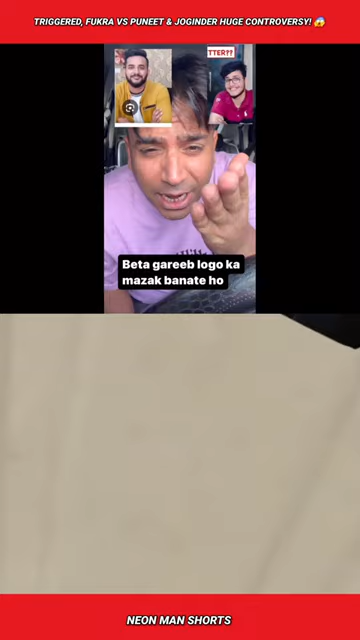 TRIGGERED, FUKRA VS PUNEET & JOGINDER HUGE CONTROVERSY! 😱
TTER??
Beta gareeb logo ka
mazak banate ho
NEON MAN SHORTS